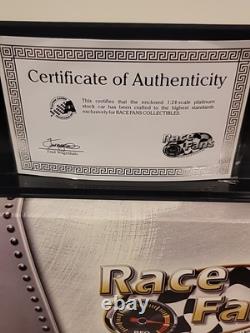 Certificate of Authenticity
This certifies that the enclosed 1:24-scale platinum
stock car has been crafted to the highest standards
exclusively for RACE FANS COLLECTIBLES.
Race
Fans
Race
Fa